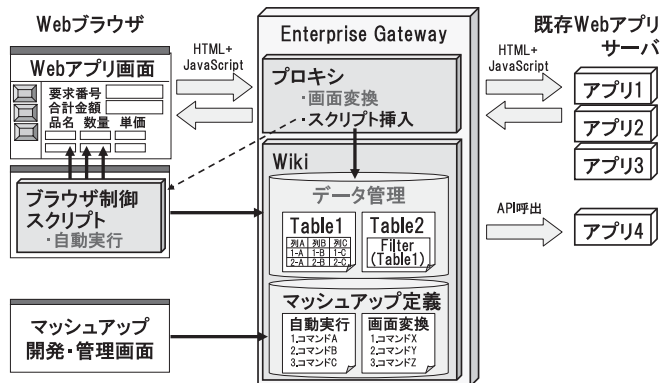 Webブラウザ
Webアプリ画面
要求番号
合計金額
品名 数量 単価
ブラウザ制御
スクリプト
・自動実行
マッシュアップ
開発・管理画面
HTML+
JavaScript
Enterprise Gateway
プロキシ
・画面変換
・スクリプト挿入
Wiki
データ管理
Table1
列A 列B 列C
1-A 1-B 1-C
2-A 2-B 2-C
Table2
Filter
(Table1)
マッシュアップ定義
自動実行
1.コマンドA
2.コマンドB
3.コマンドC
画面変換
1.コマンドX
2.コマンドY
3.コマンドZ
HTML+
JavaScript
API呼出
既存Webアプリ
サーバ
アプリ1
アプリ2
アプリ3
アプリ4